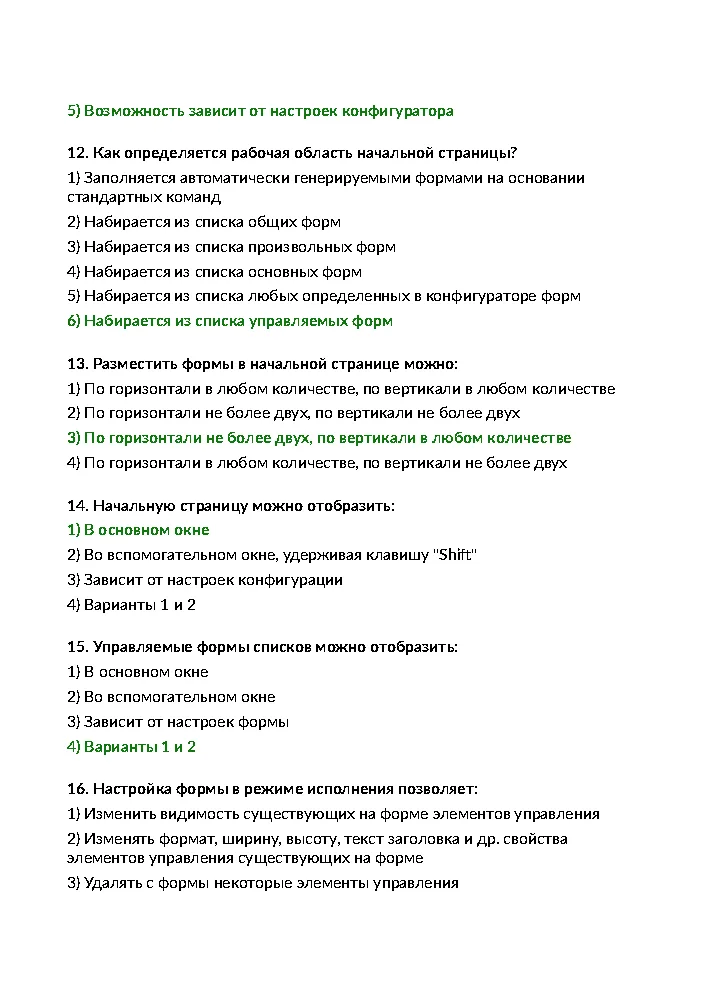 5) Возможность зависит от настроек конфигуратора
12. Как определяется рабочая область начальной страницы?
1) Заполняется автоматически генерируемыми формами на основании
стандартных команд
2) Набирается из списка общих форм
3) Набирается из списка произвольных форм
4) Набирается из списка основных форм
5) Набирается из списка любых определенных в конфигураторе форм
6) Набирается из списка управляемых форм
13. Разместить формы в начальной странице можно:
1) По горизонтали в любом количестве, по вертикали в любом количестве
2) По горизонтали не более двух, по вертикали не более двух
3) По горизонтали не более двух, по вертикали в любом количестве
4) По горизонтали в любом количестве, по вертикали не более двух
14. Начальную страницу можно отобразить:
1) В основном окне
2) Во вспомогательном окне, удерживая клавишу "Shift"
3) Зависит от настроек конфигурации
4) Варианты 1 и 2
15. Управляемые формы списков можно отобразить:
1) В основном окне
2) Во вспомогательном окне
3) Зависит от настроек формы
4) Варианты 1 и 2
16. Настройка формы в режиме исполнения позволяет:
1) Изменить видимость существующих на форме элементов управления
2) Изменять формат, ширину, высоту, текст заголовка и др. свойства
элементов управления существующих на форме
3) Удалять с формы некоторые элементы управления